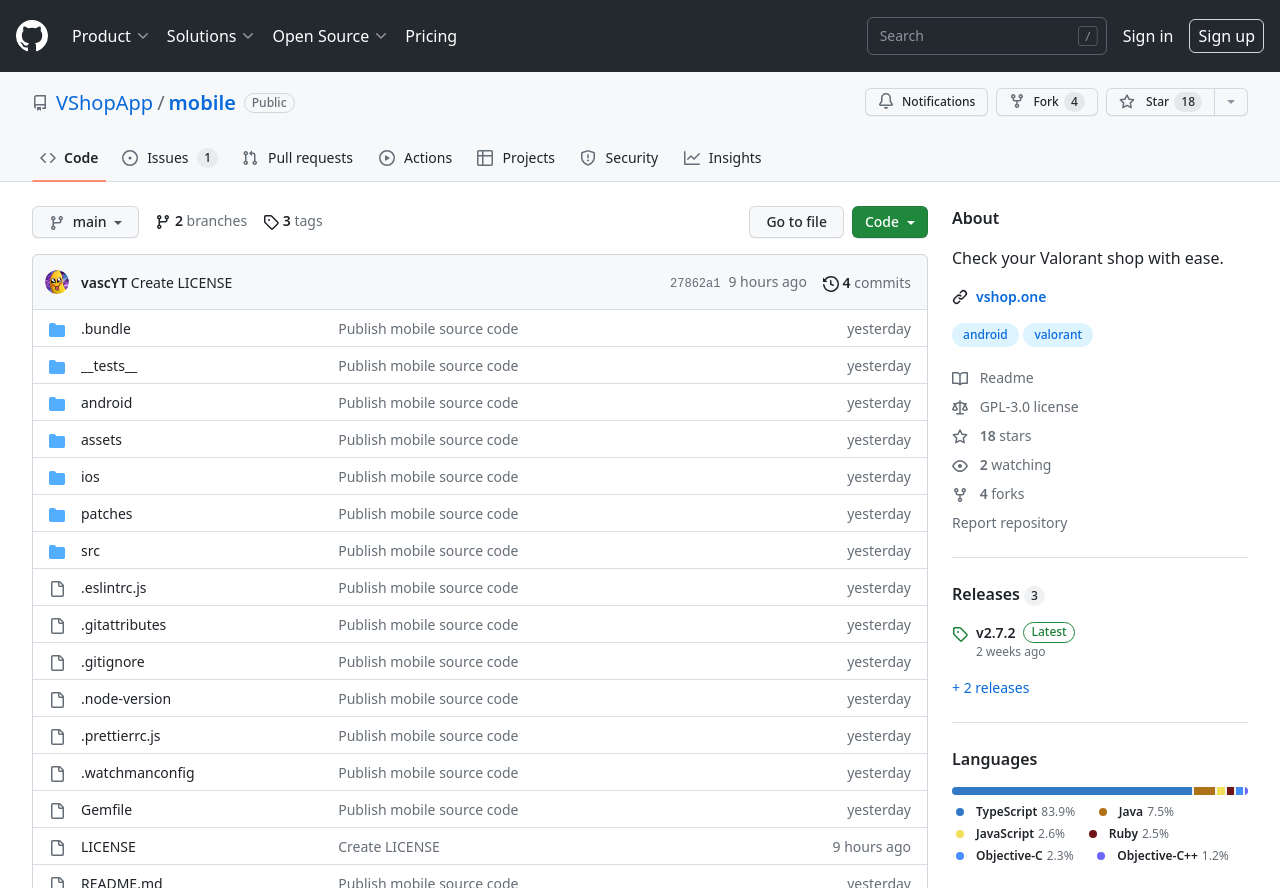 Product Solutions Open Source Pricing Search / Sign in Sign up
VShopApp / mobile Public Notifications Fork 4 Star 18
Code Issues 1 Pull requests Actions Projects Security Insights
main 2 branches 3 tags Go to file Code
vascYT Create LICENSE 27862a1 9 hours ago 4 commits
.bundle Publish mobile source code yesterday
__tests__ Publish mobile source code yesterday
android Publish mobile source code yesterday
assets Publish mobile source code yesterday
ios Publish mobile source code yesterday
patches Publish mobile source code yesterday
src Publish mobile source code yesterday
.eslintrc.js Publish mobile source code yesterday
.gitattributes Publish mobile source code yesterday
.gitignore Publish mobile source code yesterday
.node-version Publish mobile source code yesterday
.prettierrc.js Publish mobile source code yesterday
.watchmanconfig Publish mobile source code yesterday
Gemfile Publish mobile source code yesterday
LICENSE Create LICENSE 9 hours ago
README.md Publish mobile source code yesterday
About
Check your Valorant shop with ease.
vshop.one
android valorant
Readme
GPL-3.0 license
18 stars
2 watching
4 forks
Report repository
Releases 3
v2.7.2 Latest
2 weeks ago
+ 2 releases
Languages
TypeScript 83.9% Java 7.5%
JavaScript 2.6% Ruby 2.5%
Objective-C 2.3% Objective-C++ 1.2%